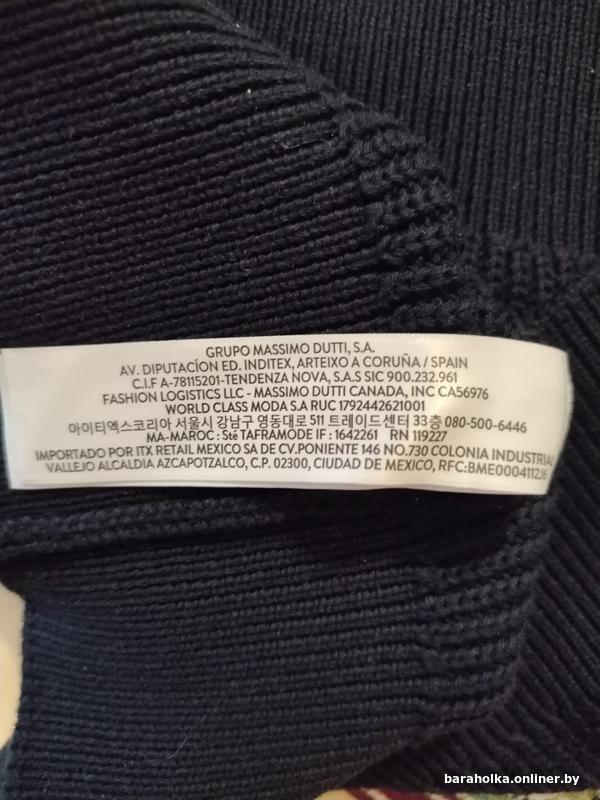 GRUPO MASSIMO DUTTI, S.A.
AV. DIPUTACÍON ED. INDITEX, ARTEIXO A CORUÑA / SPAIN
C.I.F A-78115201-TENDENZA NOVA, S.A.S SIC 900.232.961
FASHION LOGISTICS LLC - MASSIMO DUTTI CANADA, INC CA56976
WORLD CLASS MODA S.A RUC 1792442621001
아이티엑스코리아 서울시 강남구 영동대로 511 트레이드센터 33층 080-500-6446
MA-MAROC : Sté TAFRAMODE IF : 1642261 RN 119227
IMPORTADO POR ITX RETAIL MEXICO SA DE CV.PONIENTE 146 NO.730 COLONIA INDUSTRIAL
VALLEJO ALCALDIA AZCAPOTZALCO, C.P. 02300, CIUDAD DE MEXICO, RFC:BME0004112J6
baraholka.onliner.by